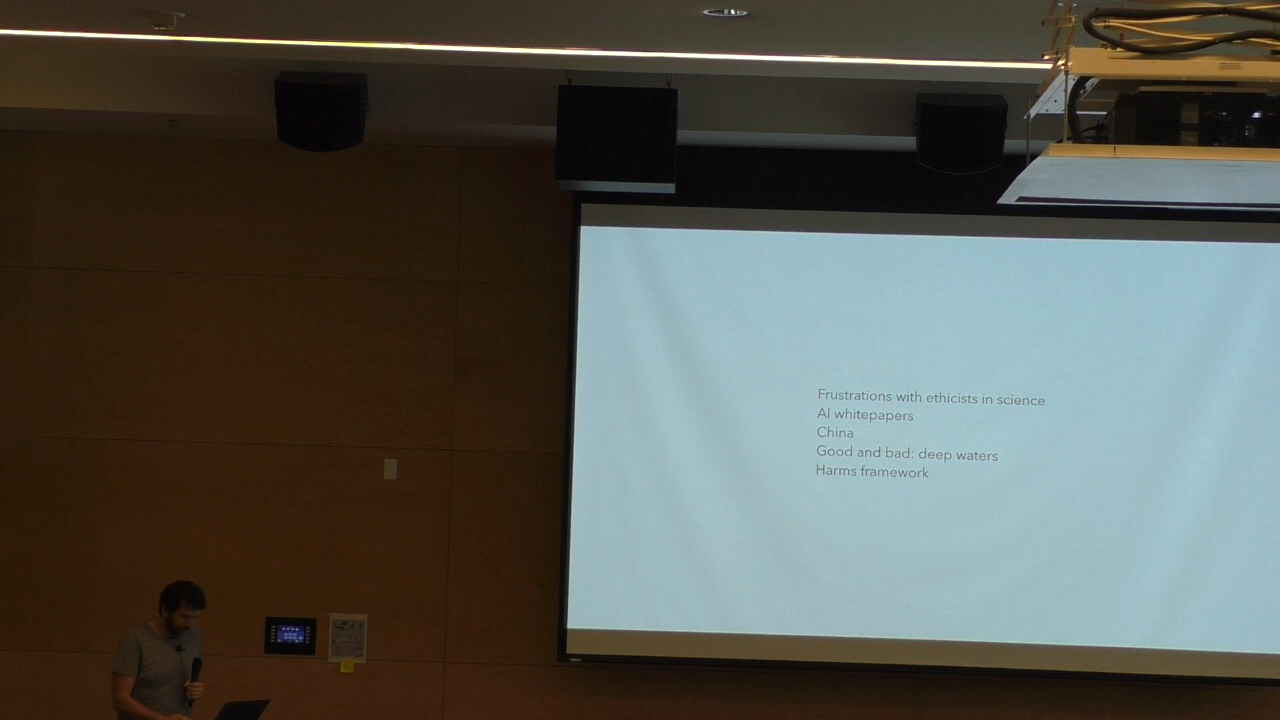 Frustrations with ethicists in science
AI whitepapers
China
Good and bad: deep waters
Harms framework